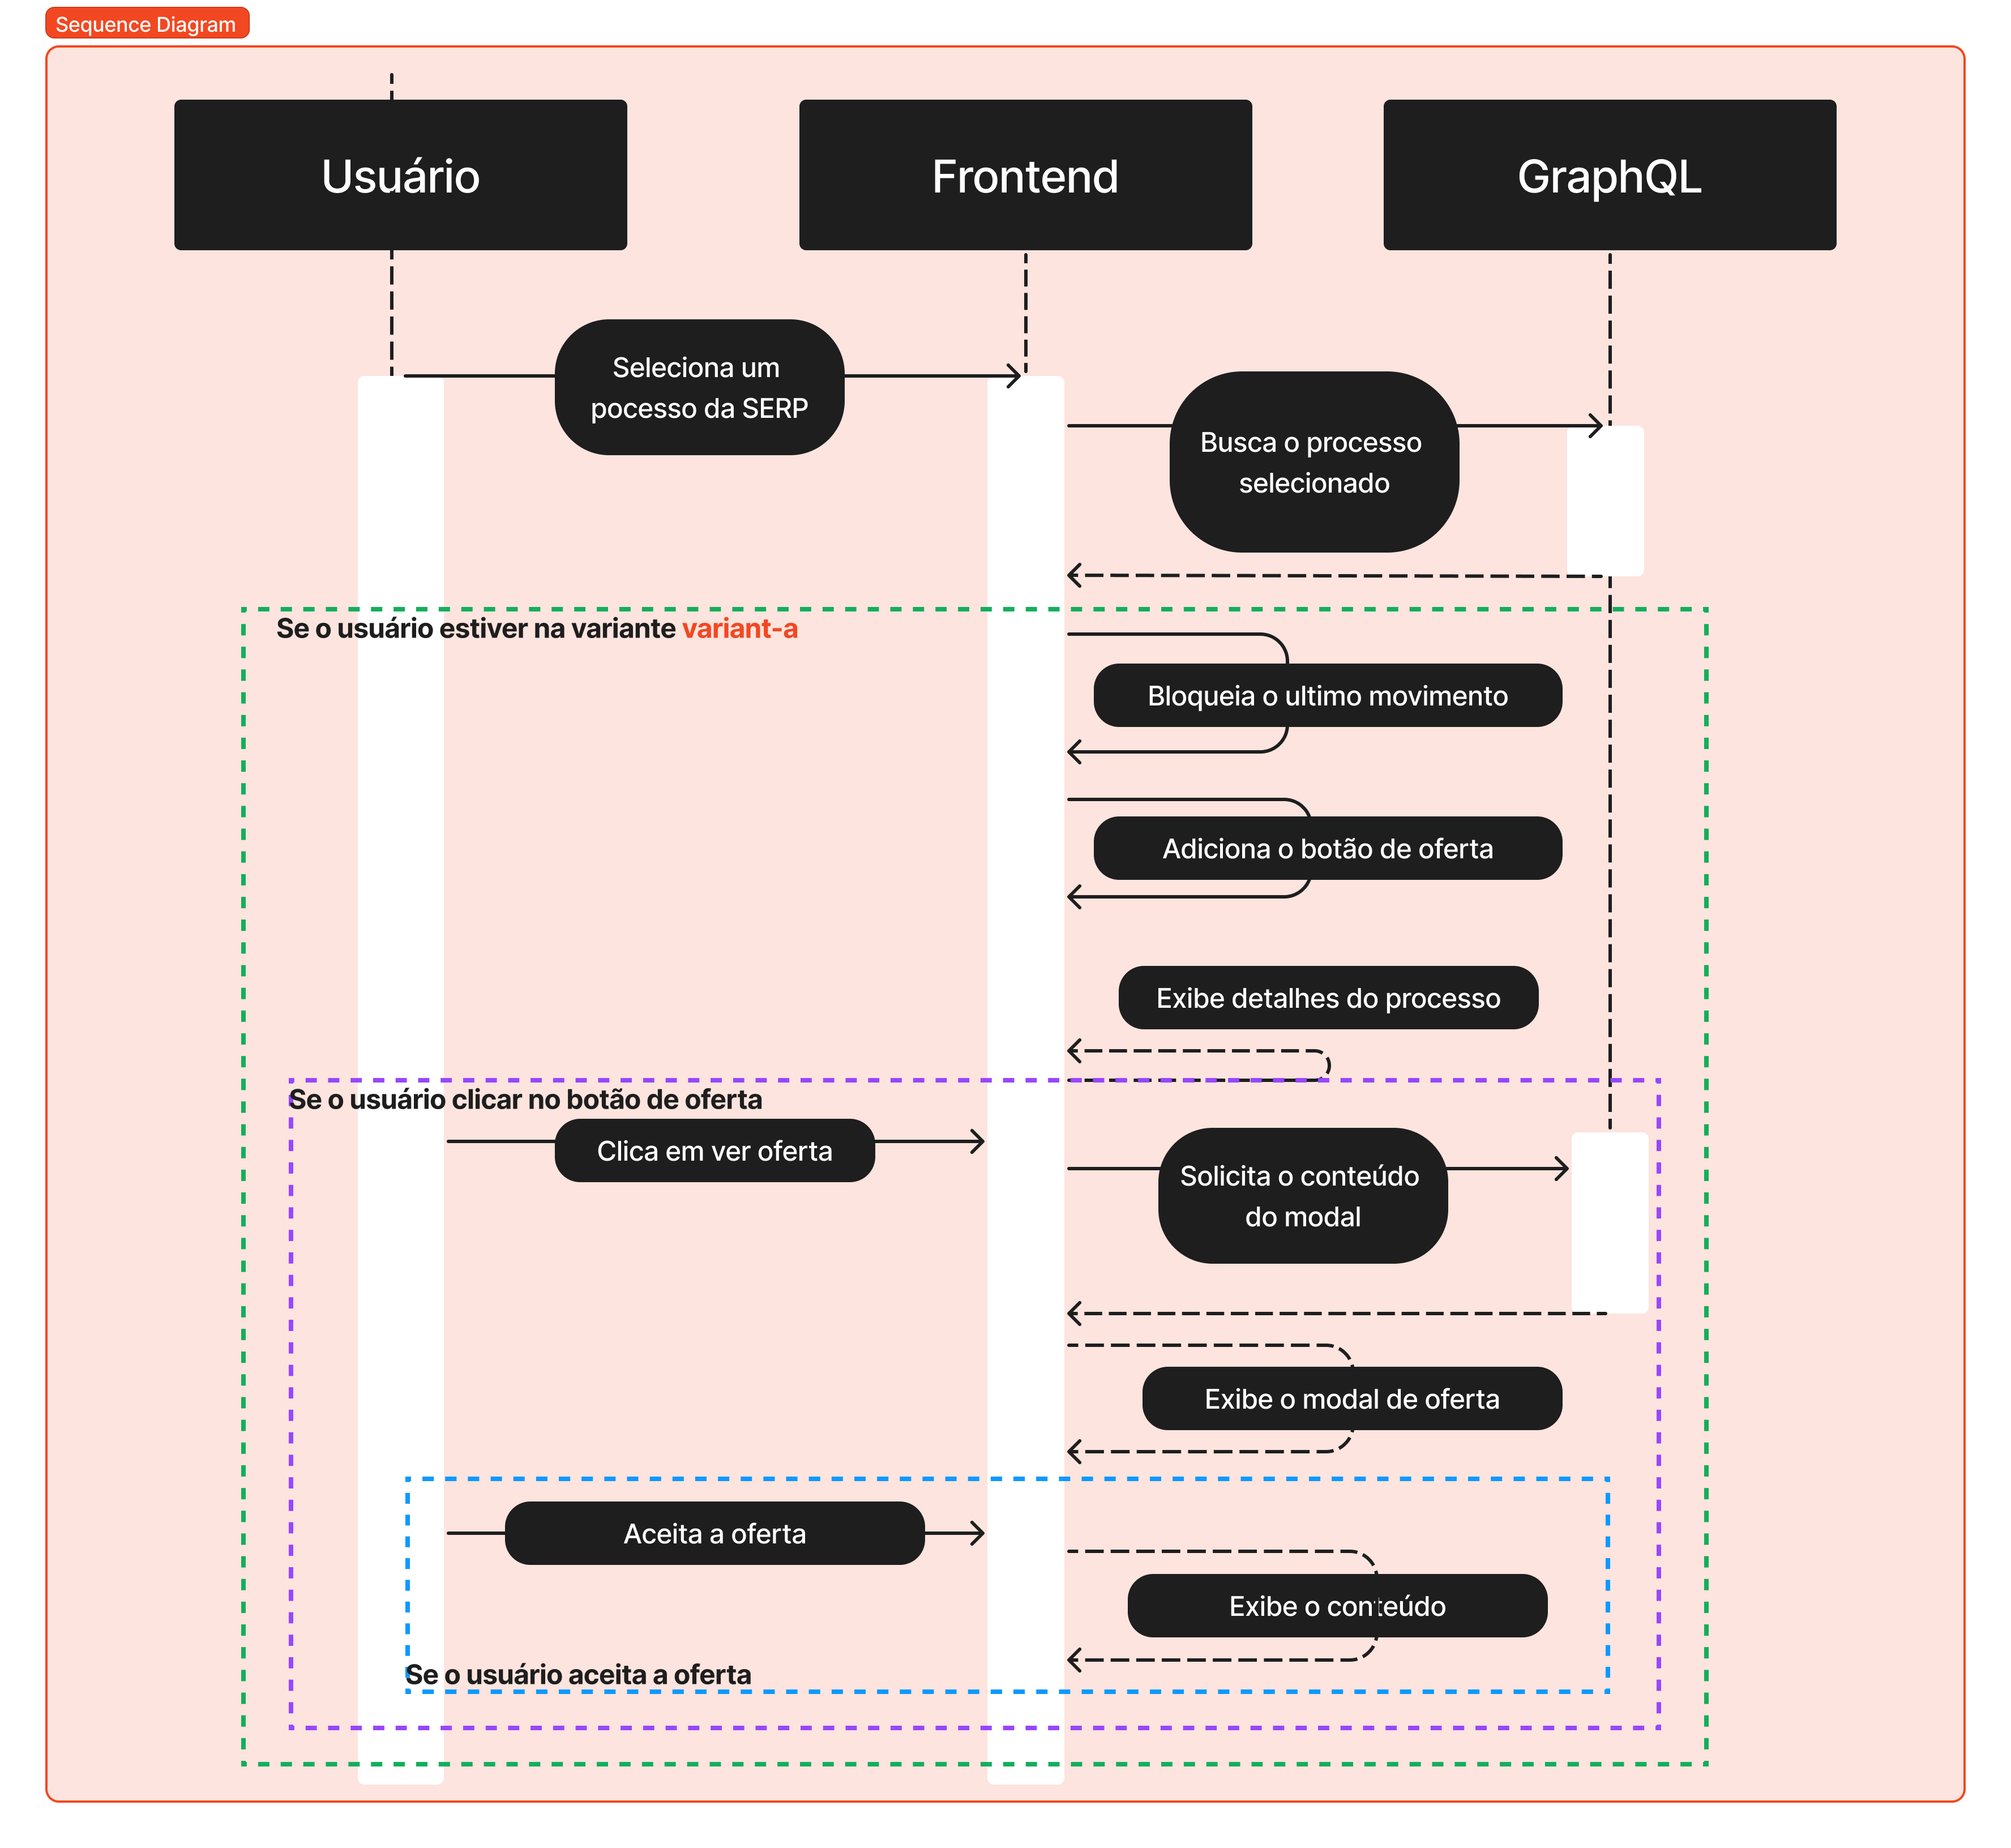 Sequence Diagram
Usuário
Frontend
GraphQL
Seleciona um
pocesso da SERP
Busca o processo
selecionado
Se o usuário estiver na variante variant-a
Bloqueia o ultimo movimento
Adiciona o botão de oferta
Exibe detalhes do processo
Se o usuário clicar no botão de oferta
Clica em ver oferta
Solicita o conteúdo
do modal
Exibe o modal de oferta
Aceita a oferta
Exibe o conteúdo
Se o usuário aceita a oferta